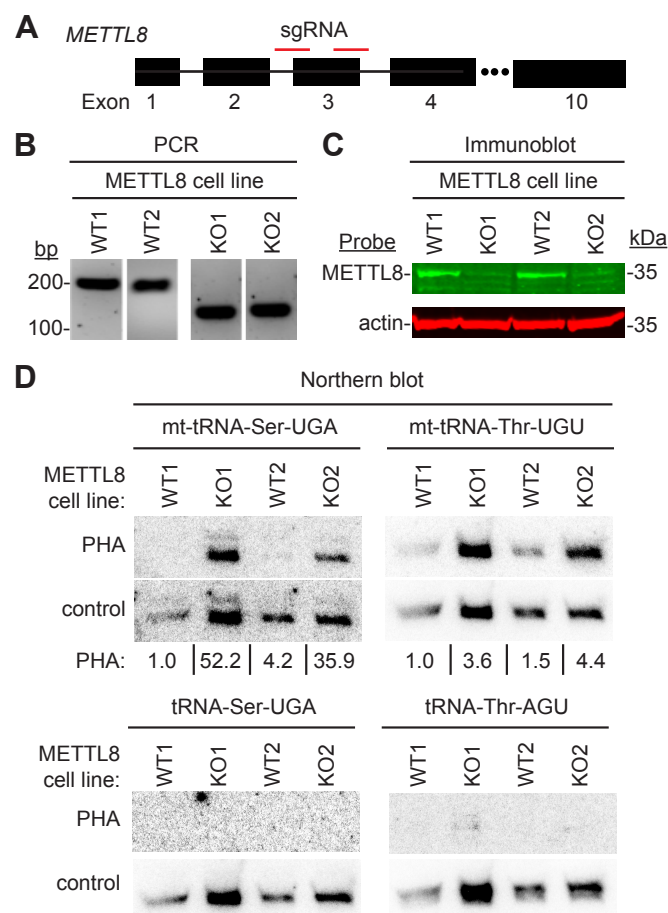 A
METTL8
sgRNA
Exon 1 2 3 4 10
B
PCR
METTL8 cell line
WT1 WT2 KO1 KO2
bp
200-
100-
C
Immunoblot
METTL8 cell line
WT1 KO1 WT2 KO2
Probe kDa
METTL8- -35
actin- -35
D
Northern blot
mt-tRNA-Ser-UGA mt-tRNA-Thr-UGU
METTL8
cell line: WT1 KO1 WT2 KO2 WT1 KO1 WT2 KO2
PHA
control
PHA: 1.0 | 52.2 | 4.2 | 35.9 1.0 | 3.6 | 1.5 | 4.4
tRNA-Ser-UGA tRNA-Thr-AGU
METTL8
cell line: WT1 KO1 WT2 KO2 WT1 KO1 WT2 KO2
PHA
control